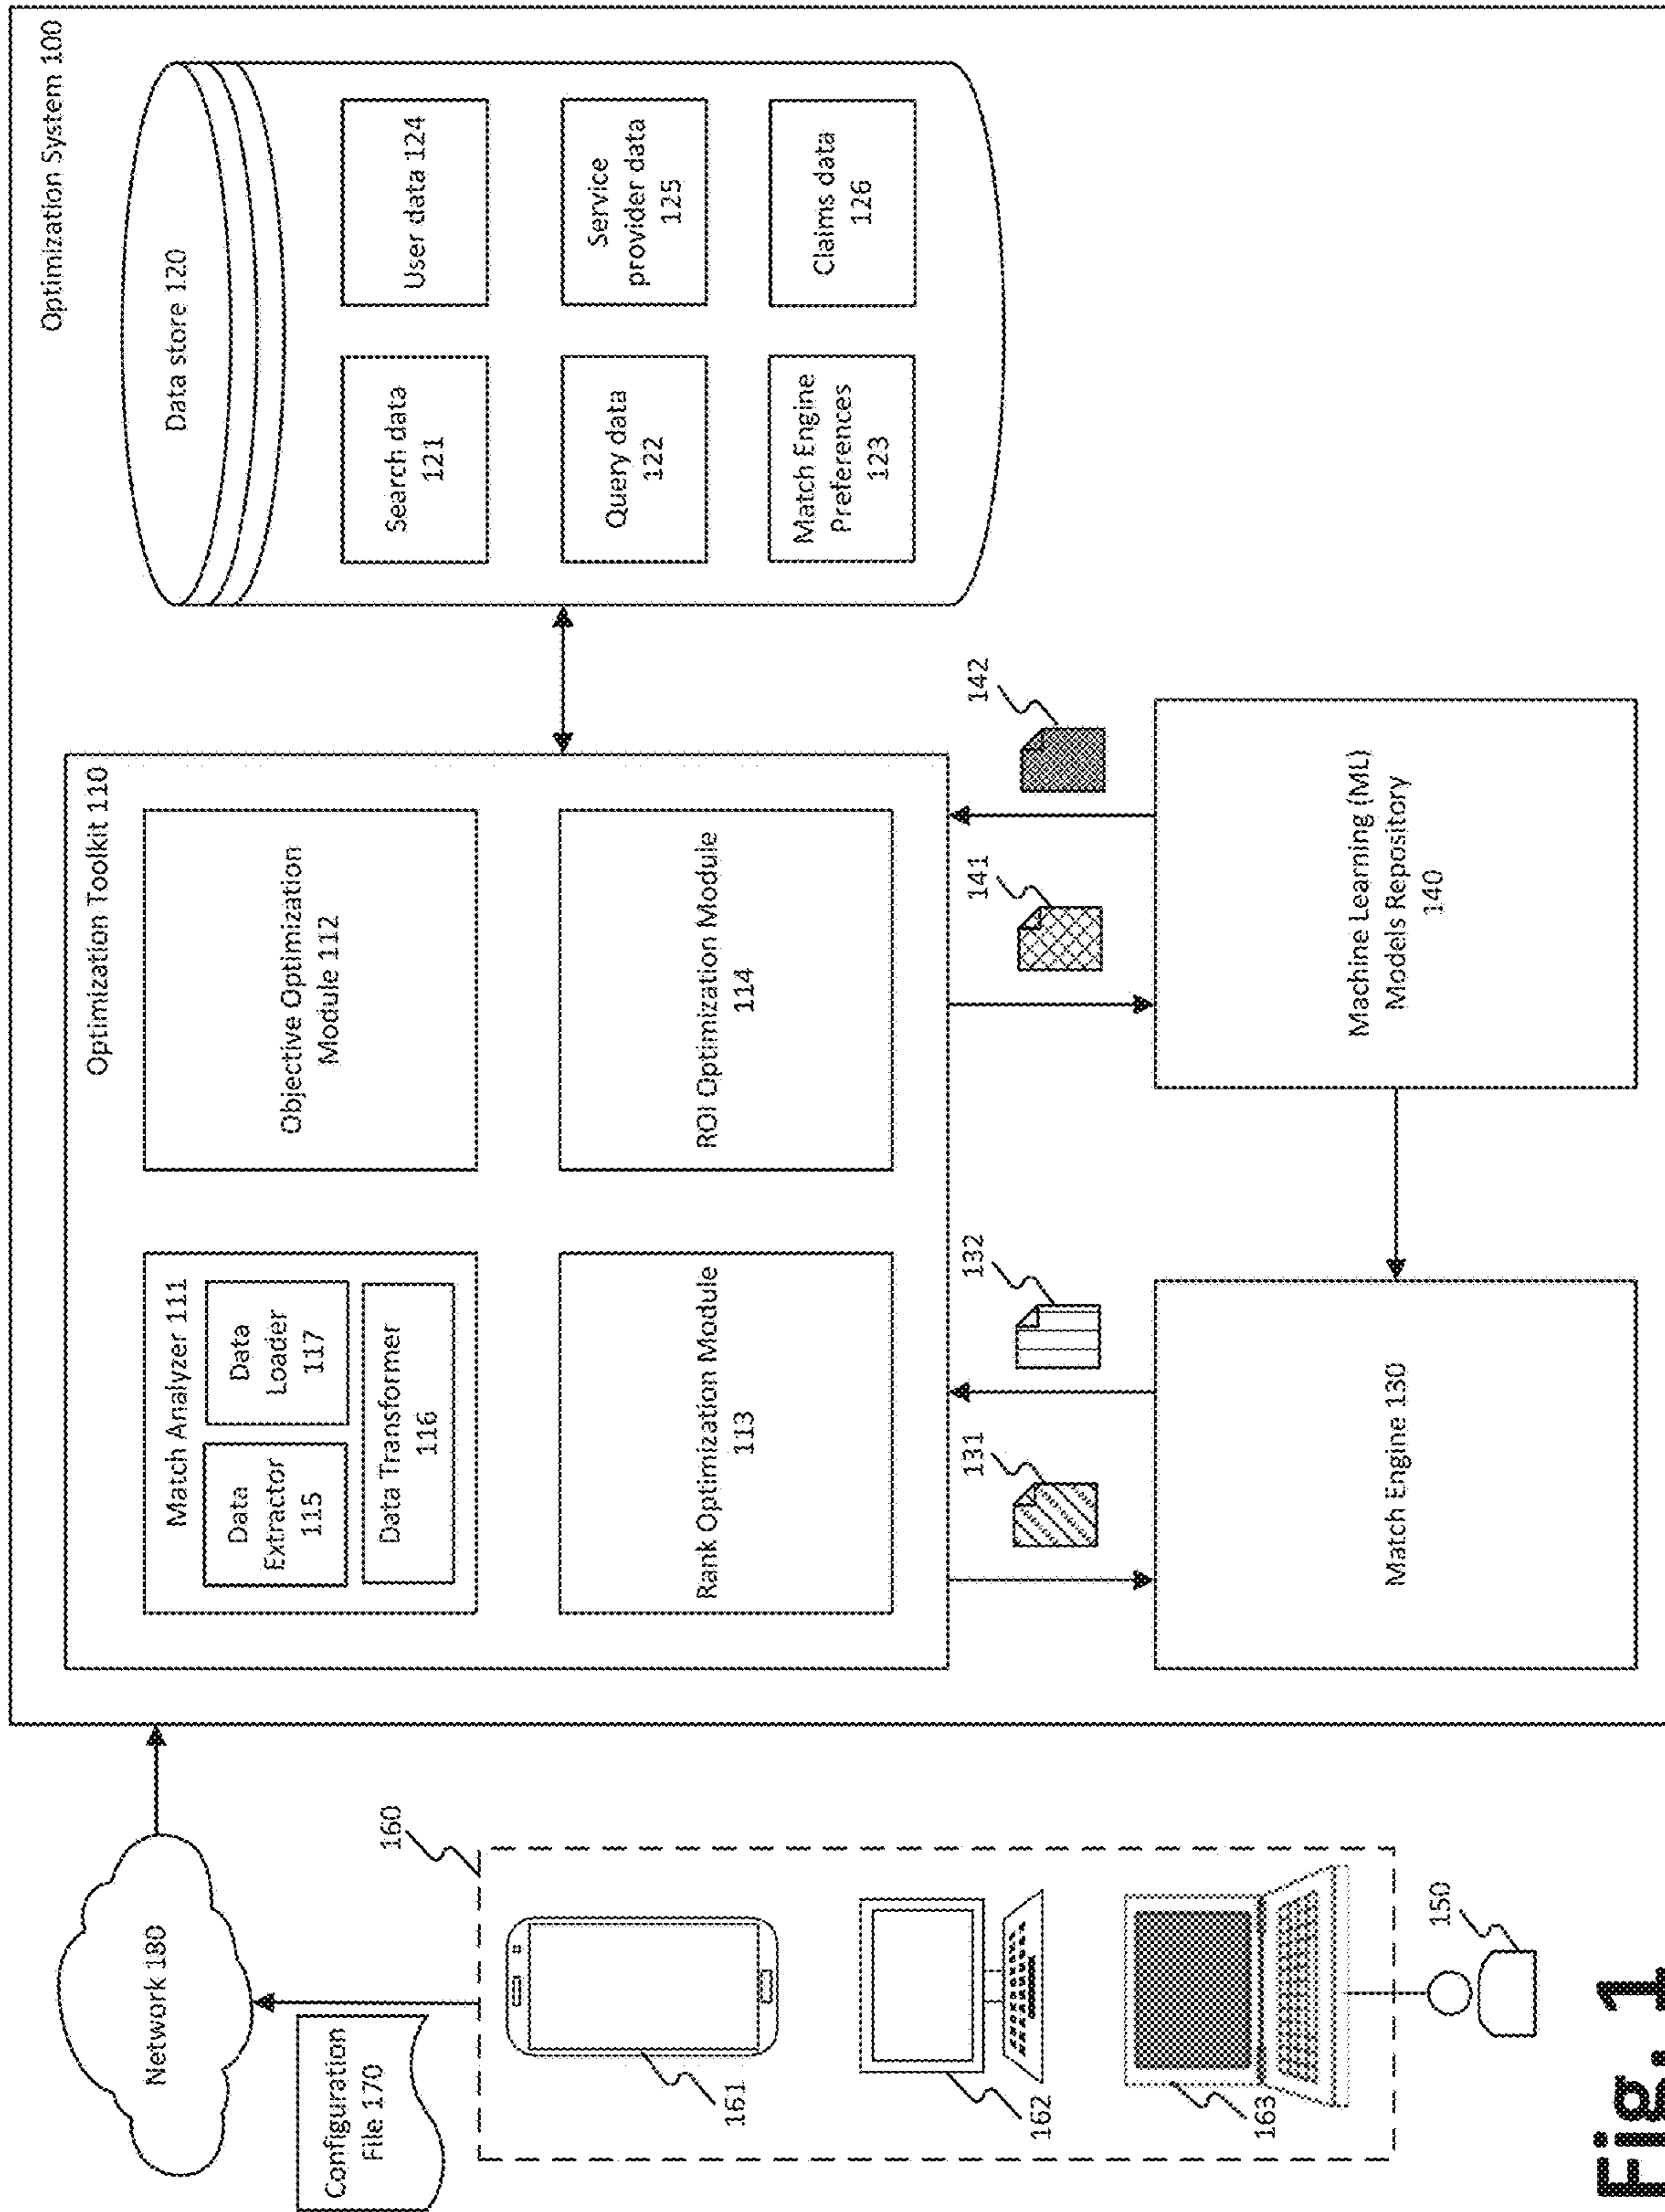 Optimization System 100
Network 180
Configuration
File 170
160
161
162
163
150
Optimization Toolkit 110
Match Analyzer 111
Data
Extractor
115
Data
Loader
117
Data Transformer
116
Objective Optimization
Module 112
Rank Optimization Module
113
ROI Optimization Module
114
131
132
141
142
Match Engine 130
Machine Learning (ML)
Models Repository
140
Data store 120
Search data
121
User data 124
Query data
122
Service
provider data
125
Match Engine
Preferences
123
Claims data
126
Fig. 1